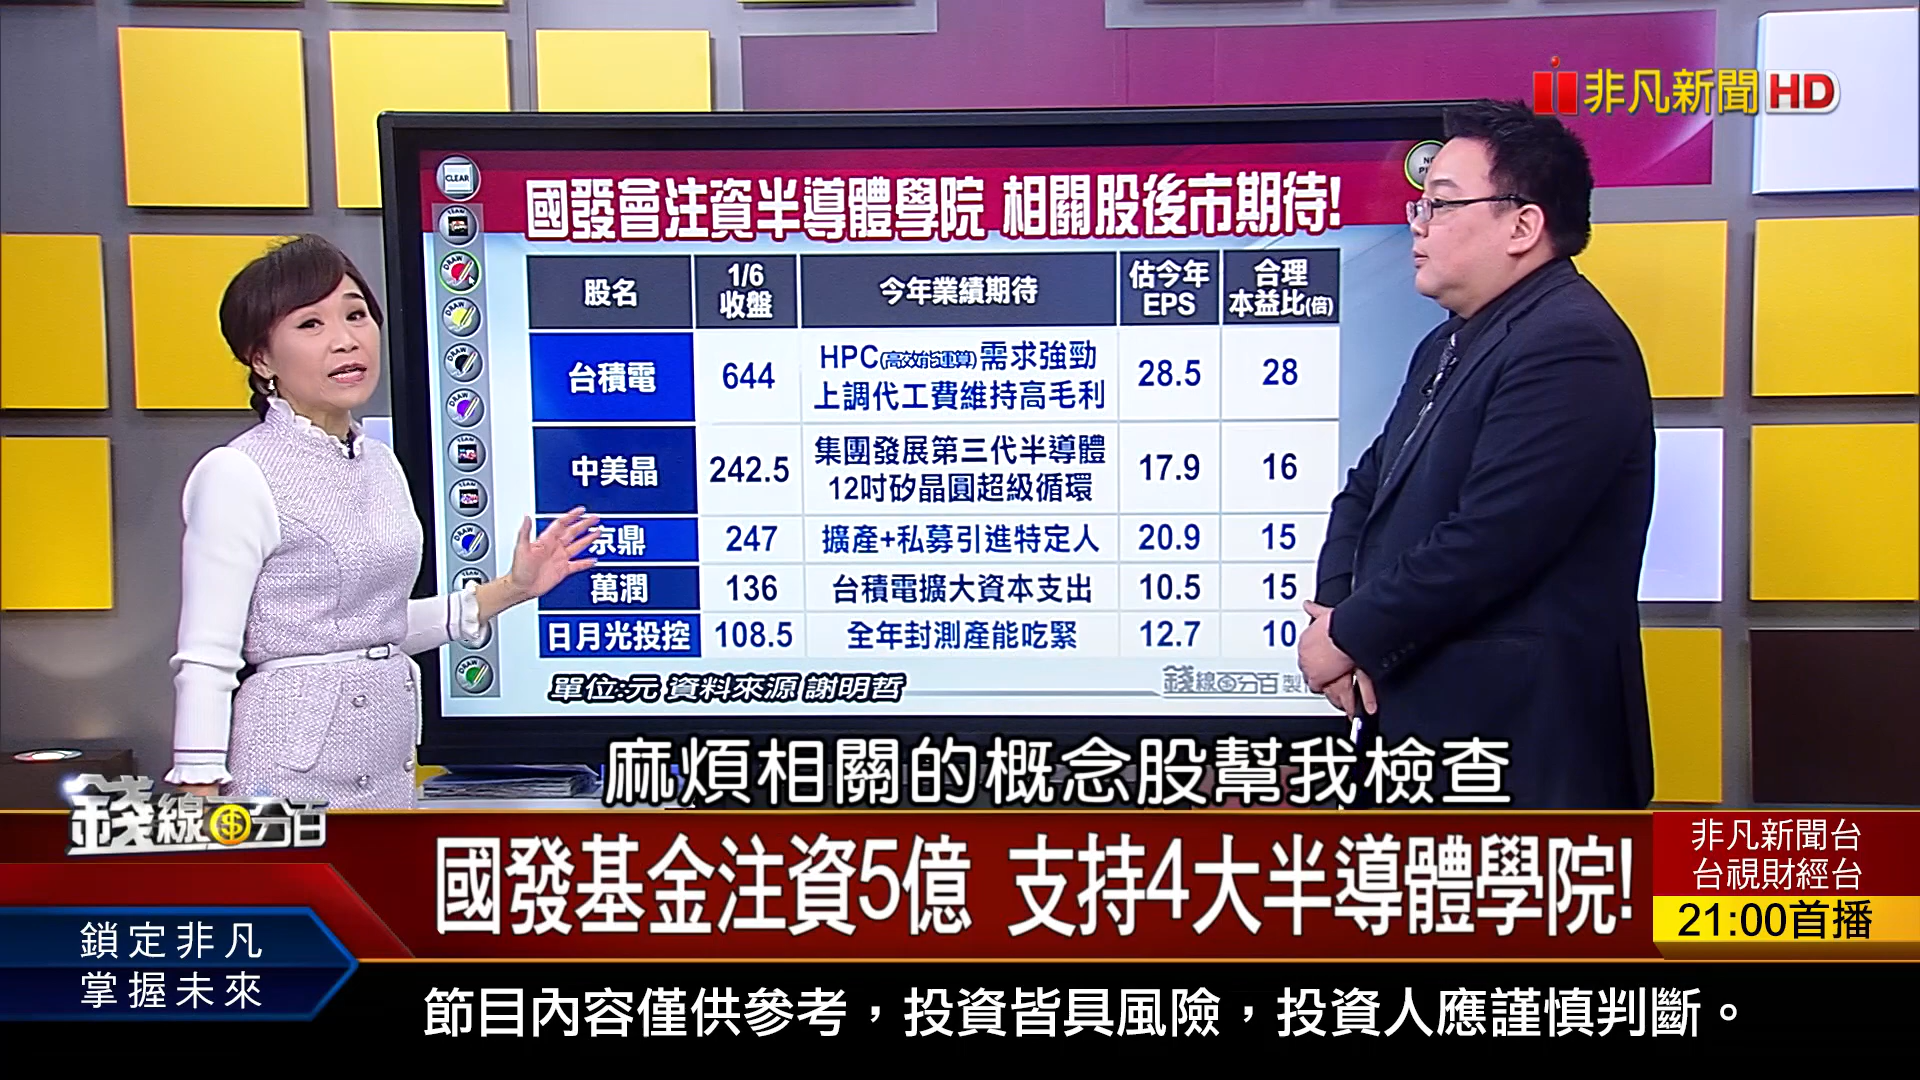 非凡新聞HD
CLEAR
國發會注資半導體學院 相關股後市期待!
股名 1/6收盤 今年業績期待 估今年EPS 合理本益比(倍)
台積電 644 HPC(高效能運算)需求強勁 28.5 28
上調代工費維持高毛利
中美晶 242.5 集團發展第三代半導體 17.9 16
12吋矽晶圓超級循環
京鼎 247 擴產+私募引進特定人 20.9 15
萬潤 136 台積電擴大資本支出 10.5 15
日月光投控 108.5 全年封測產能吃緊 12.7 10
單位:元 資料來源 謝明哲
錢線百分百製
麻煩相關的概念股幫我檢查
錢線百分百
國發基金注資5億 支持4大半導體學院!
非凡新聞台
台視財經台
21:00首播
鎖定非凡
掌握未來
節目內容僅供參考，投資皆具風險，投資人應謹慎判斷。